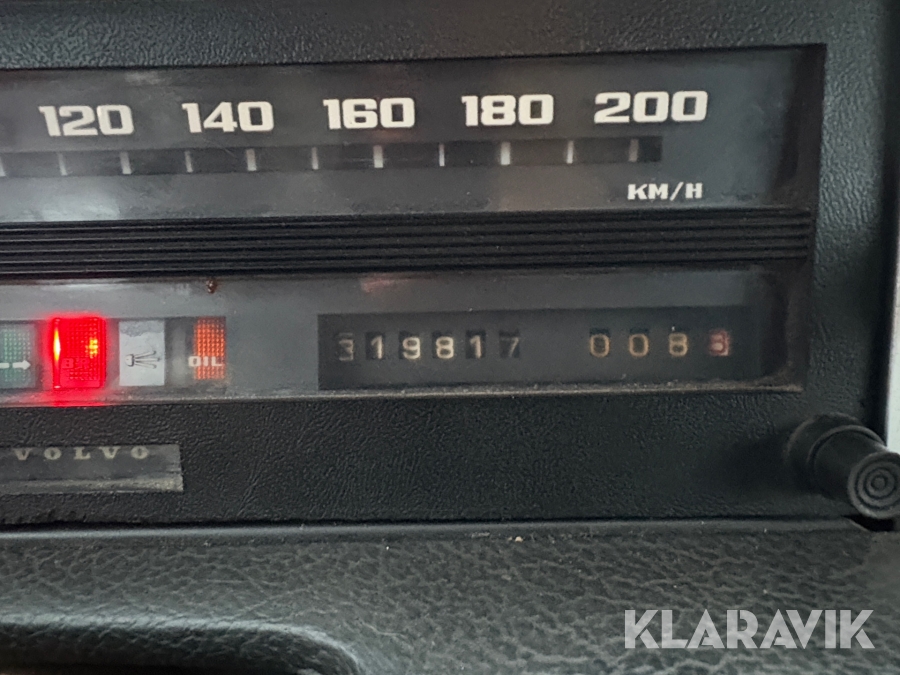 120 140 160 180 200
KM/H
OIL 319817 0083
VOLVO
KLARAVIK